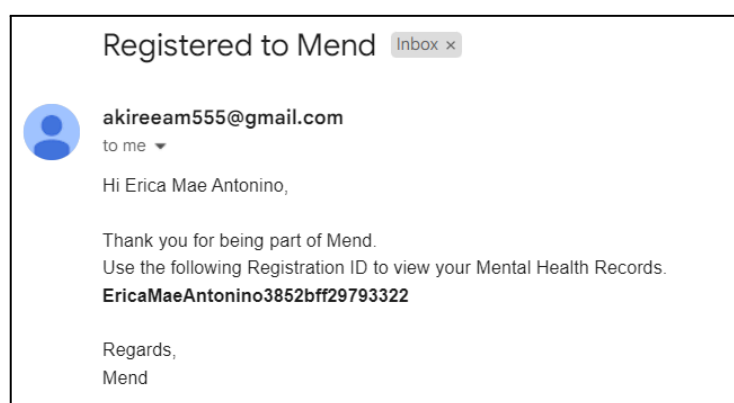 Registered to Mend Inbox ×
akireeam555@gmail.com
to me
Hi Erica Mae Antonino,
Thank you for being part of Mend.
Use the following Registration ID to view your Mental Health Records.
EricaMaeAntonino3852bff29793322
Regards,
Mend